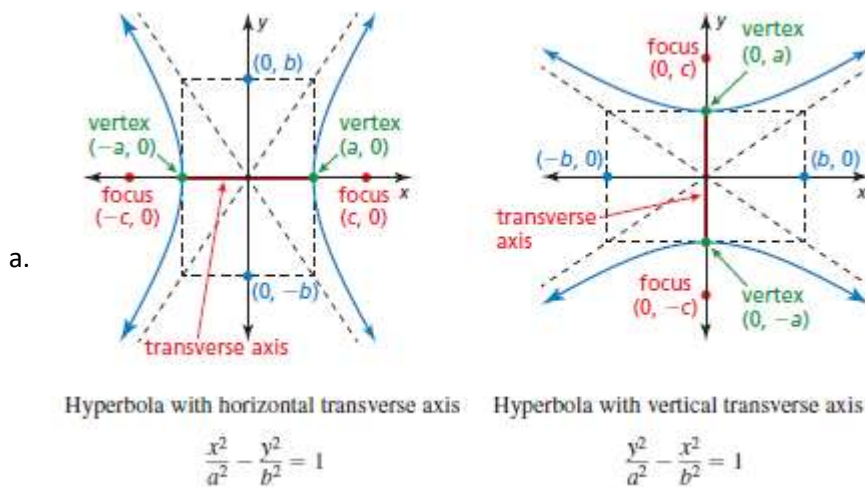 a.
y
(0, b)
vertex
(−a, 0)
vertex
(a, 0)
focus
(−c, 0)
focus
(c, 0)
x
(0, −b)
transverse axis
Hyperbola with horizontal transverse axis
x²/a² − y²/b² = 1
y
focus
(0, c)
vertex
(0, a)
(−b, 0)
(b, 0)
x
transverse
axis
focus
(0, −c)
vertex
(0, −a)
Hyperbola with vertical transverse axis
y²/a² − x²/b² = 1